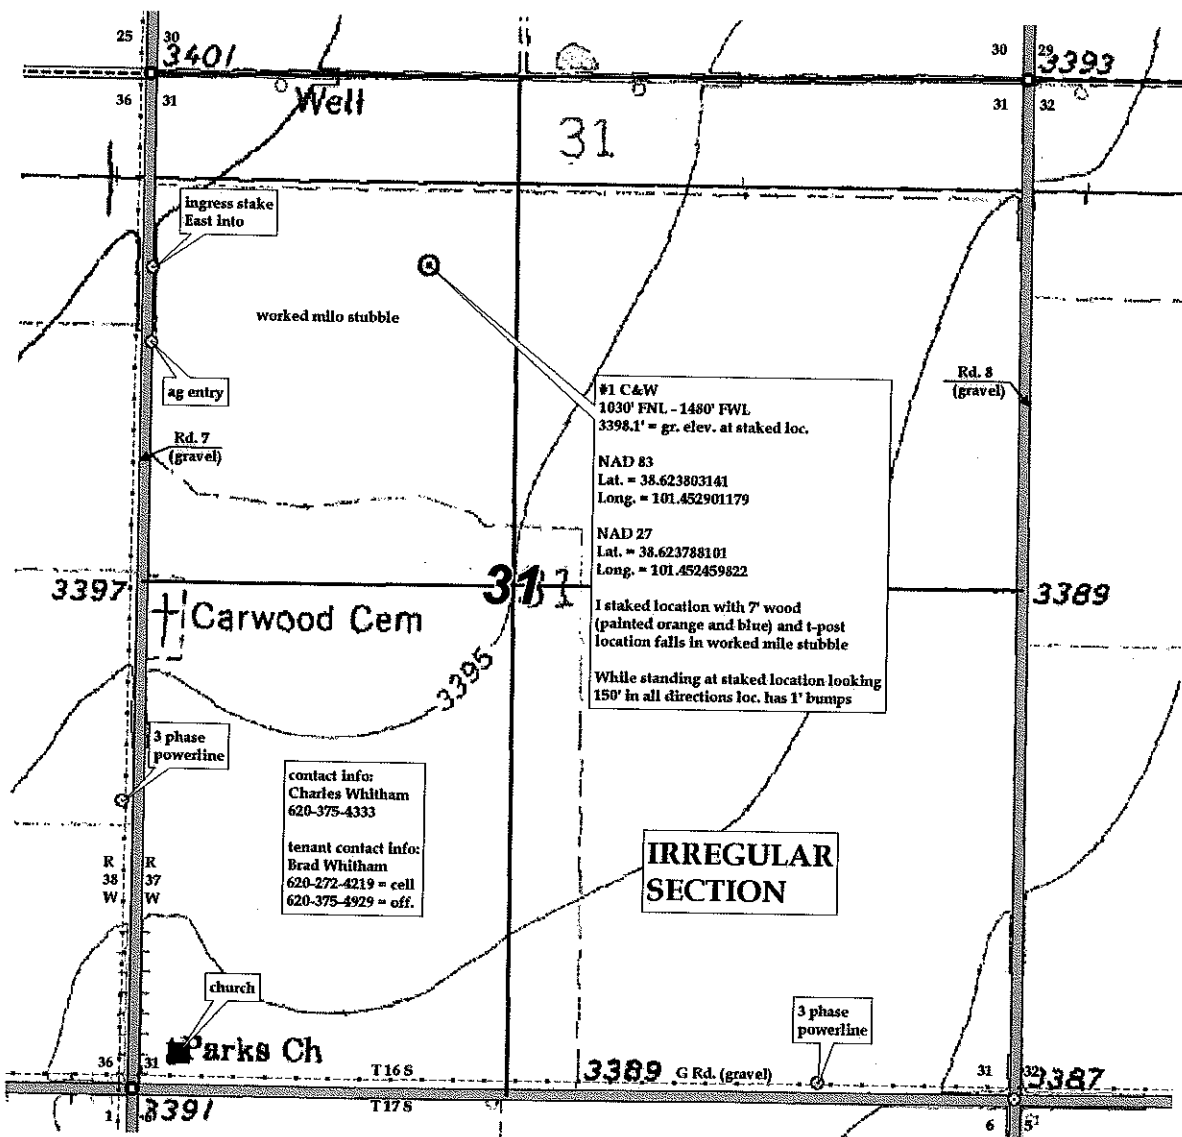 25
30
3401
30
29
3393
36
31
Well
31
31
32
ingress stake
East into
worked milo stubble
ag entry
Rd. 7
(gravel)
Rd. 8
(gravel)
#1 C&W
1030' FNL - 1480' FWL
3398.1' = gr. elev. at staked loc.
NAD 83
Lat. = 38.623803141
Long. = 101.452901179
NAD 27
Lat. = 38.623788101
Long. = 101.452459822
I staked location with 7' wood
(painted orange and blue) and t-post
location falls in worked mile stubble
While standing at staked location looking
150' in all directions loc. has 1' bumps
3397
31
31
3389
Carwood Cem
3395
3 phase
powerline
contact info:
Charles Whitham
620-375-4333
tenant contact info:
Brad Whitham
620-272-4219 = cell
620-375-4929 = off.
IRREGULAR
SECTION
R
38
W
R
37
W
church
Parks Ch
3 phase
powerline
36
31
T 16 S
3389
G Rd. (gravel)
31
32
3387
1
6
3391
T 17 S
6
5